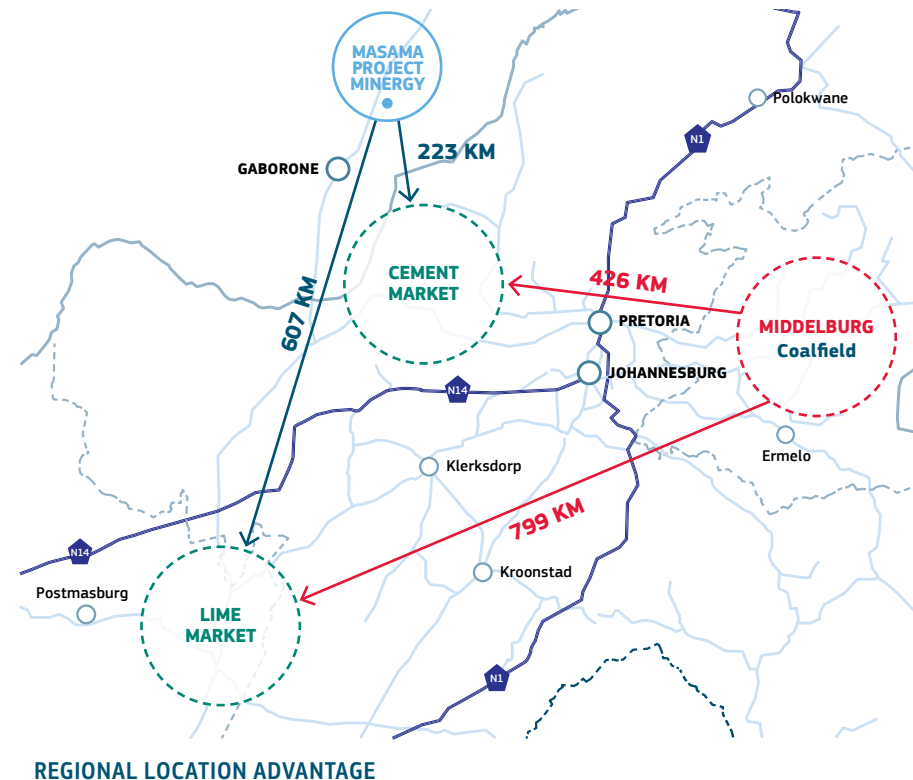 MASAMA
PROJECT
MINERGY
Polokwane
N1
223 KM
GABORONE
CEMENT
MARKET
426 KM
607 KM
PRETORIA
MIDDELBURG
Coalfield
JOHANNESBURG
N14
Ermelo
Klerksdorp
799 KM
N14
Kroonstad
Postmasburg
LIME
MARKET
N1
REGIONAL LOCATION ADVANTAGE